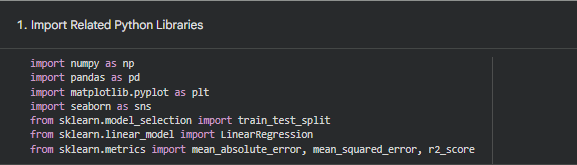 1. Import Related Python Libraries
import numpy as np
import pandas as pd
import matplotlib.pyplot as plt
import seaborn as sns
from sklearn.model_selection import train_test_split
from sklearn.linear_model import LinearRegression
from sklearn.metrics import mean_absolute_error, mean_squared_error, r2_score